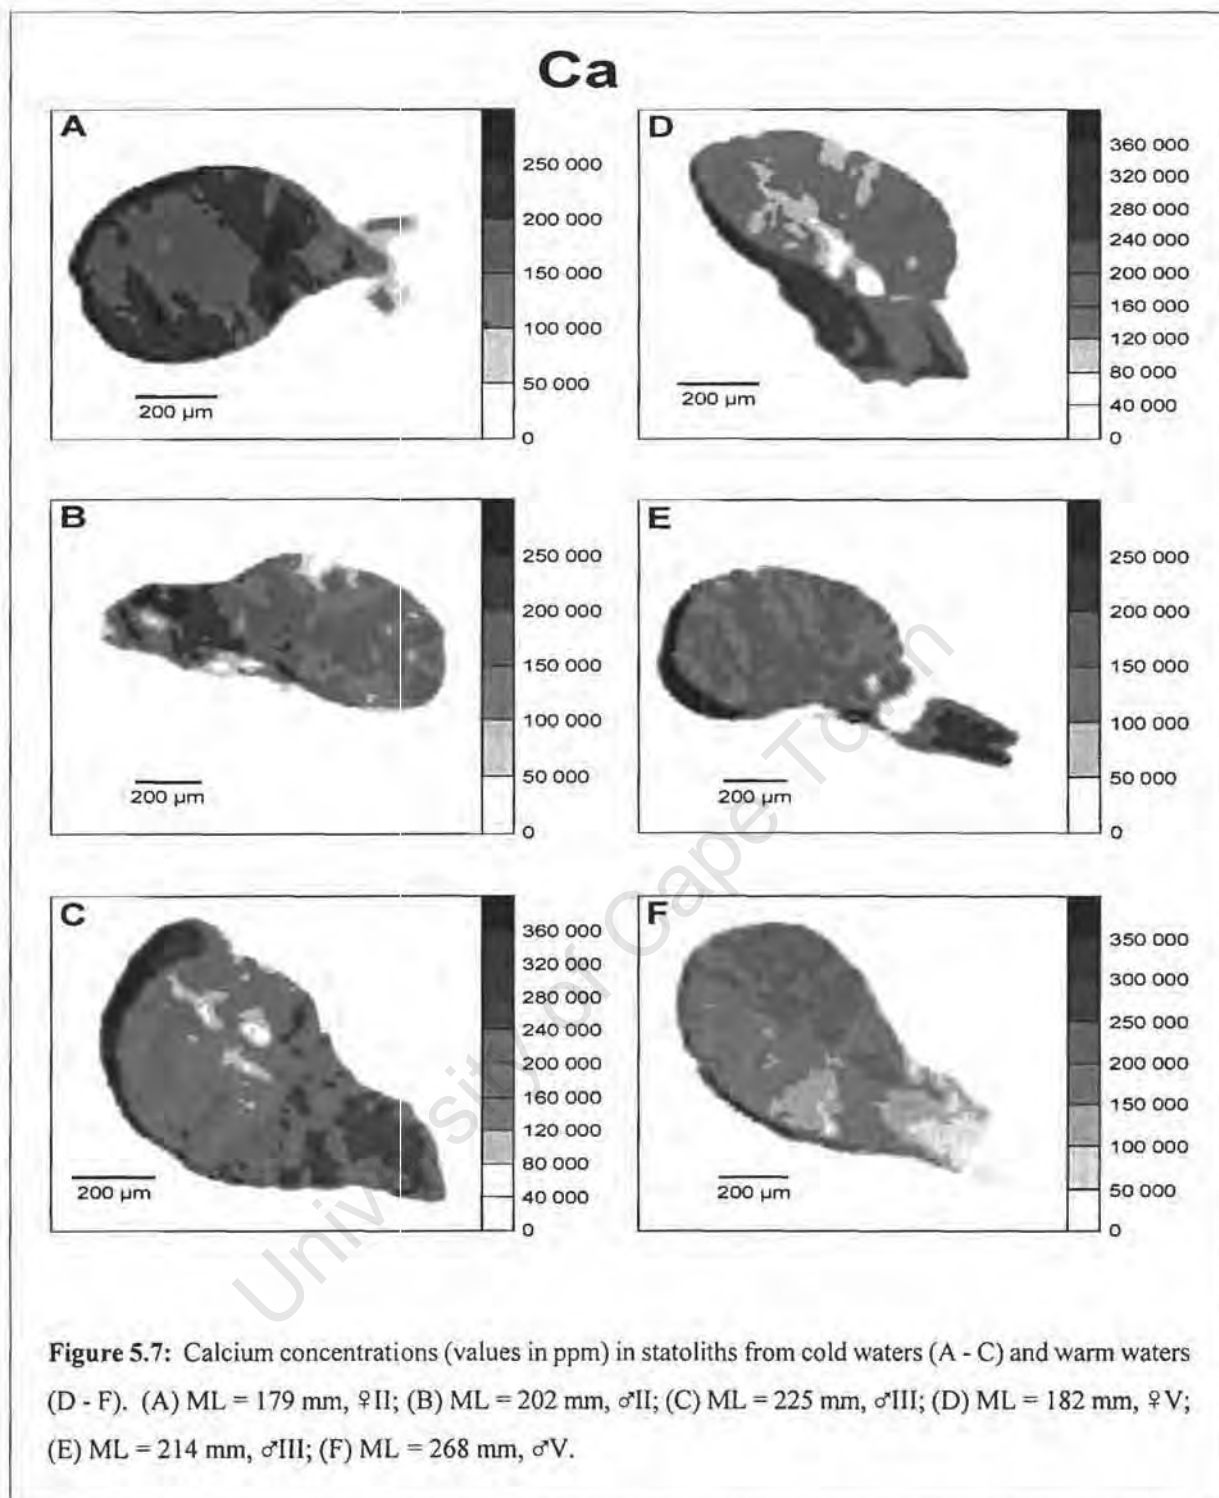 Ca
A
250 000
200 000
150 000
100 000
50 000
0
200 µm
D
360 000
320 000
280 000
240 000
200 000
160 000
120 000
80 000
40 000
0
200 µm
B
250 000
200 000
150 000
100 000
50 000
0
200 µm
E
250 000
200 000
150 000
100 000
50 000
0
200 µm
C
360 000
320 000
280 000
240 000
200 000
160 000
120 000
80 000
40 000
0
200 µm
F
350 000
300 000
250 000
200 000
150 000
100 000
50 000
0
200 µm
University of Cape Town
Figure 5.7: Calcium concentrations (values in ppm) in statoliths from cold waters (A - C) and warm waters
(D - F). (A) ML = 179 mm, ♀II; (B) ML = 202 mm, ♂II; (C) ML = 225 mm, ♂III; (D) ML = 182 mm, ♀V;
(E) ML = 214 mm, ♂III; (F) ML = 268 mm, ♂V.